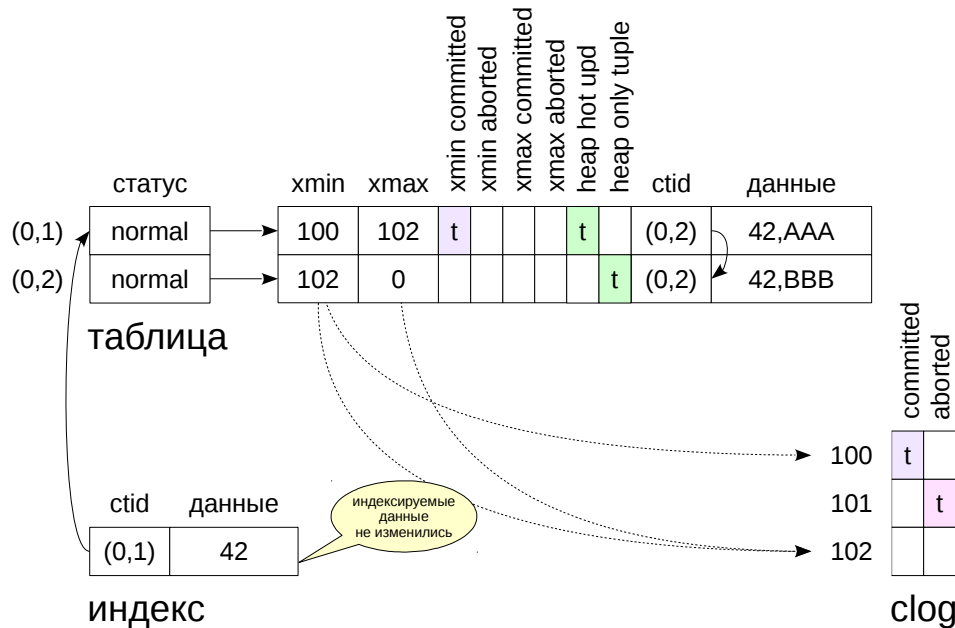 xmin committed
xmin aborted
xmax committed
xmax aborted
heap hot upd
heap only tuple
статус xmin xmax ctid данные
(0,1) normal 100 102 t t (0,2) 42,AAA
(0,2) normal 102 0 t (0,2) 42,BBB
таблица
committed
aborted
100 t
101 t
102
clog
ctid данные
(0,1) 42
индексируемые
данные
не изменились
индекс